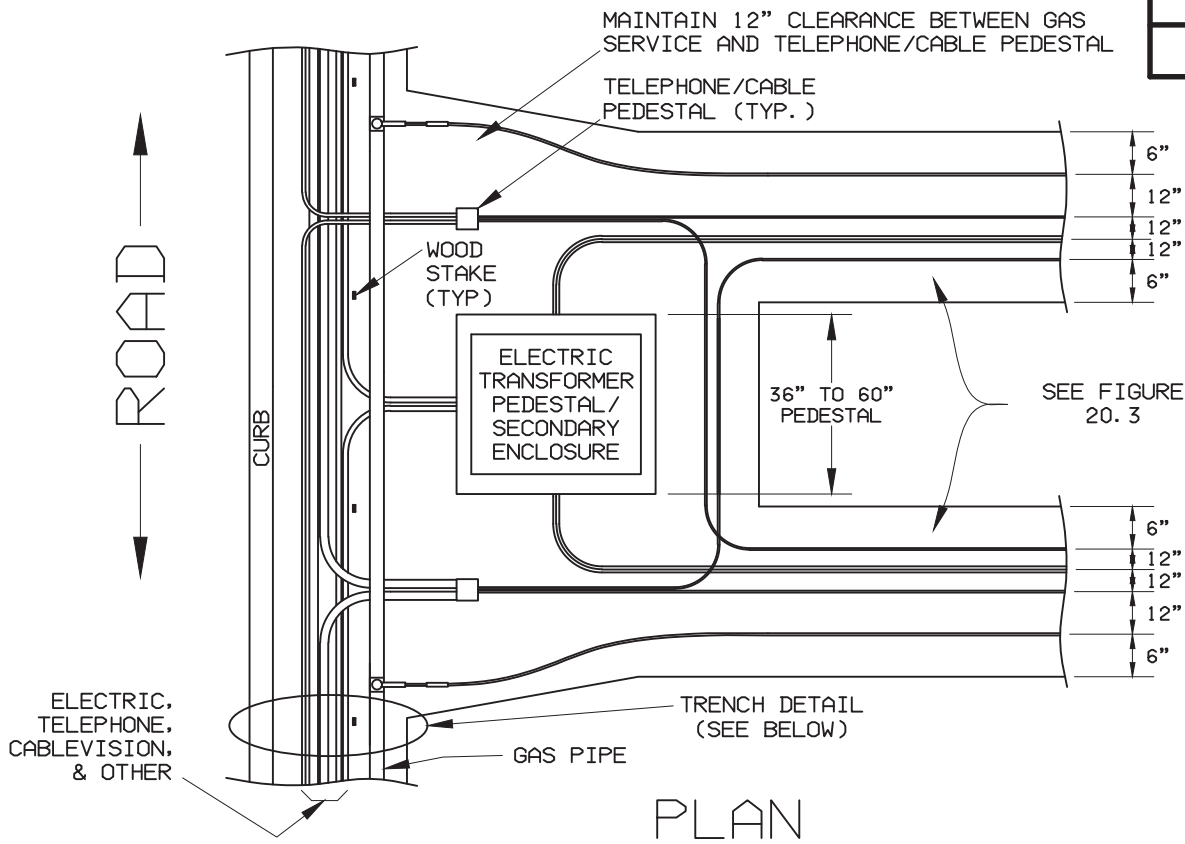 MAINTAIN 12" CLEARANCE BETWEEN GAS
SERVICE AND TELEPHONE/CABLE PEDESTAL
TELEPHONE/CABLE
PEDESTAL (TYP.)
6"
12"
12"
12"
6"
WOOD
STAKE
(TYP)
ROAD
CURB
ELECTRIC
TRANSFORMER
PEDESTAL/
SECONDARY
ENCLOSURE
36" TO 60"
PEDESTAL
SEE FIGURE
20.3
6"
12"
12"
12"
6"
ELECTRIC,
TELEPHONE,
CABLEVISION,
& OTHER
TRENCH DETAIL
(SEE BELOW)
GAS PIPE
PLAN